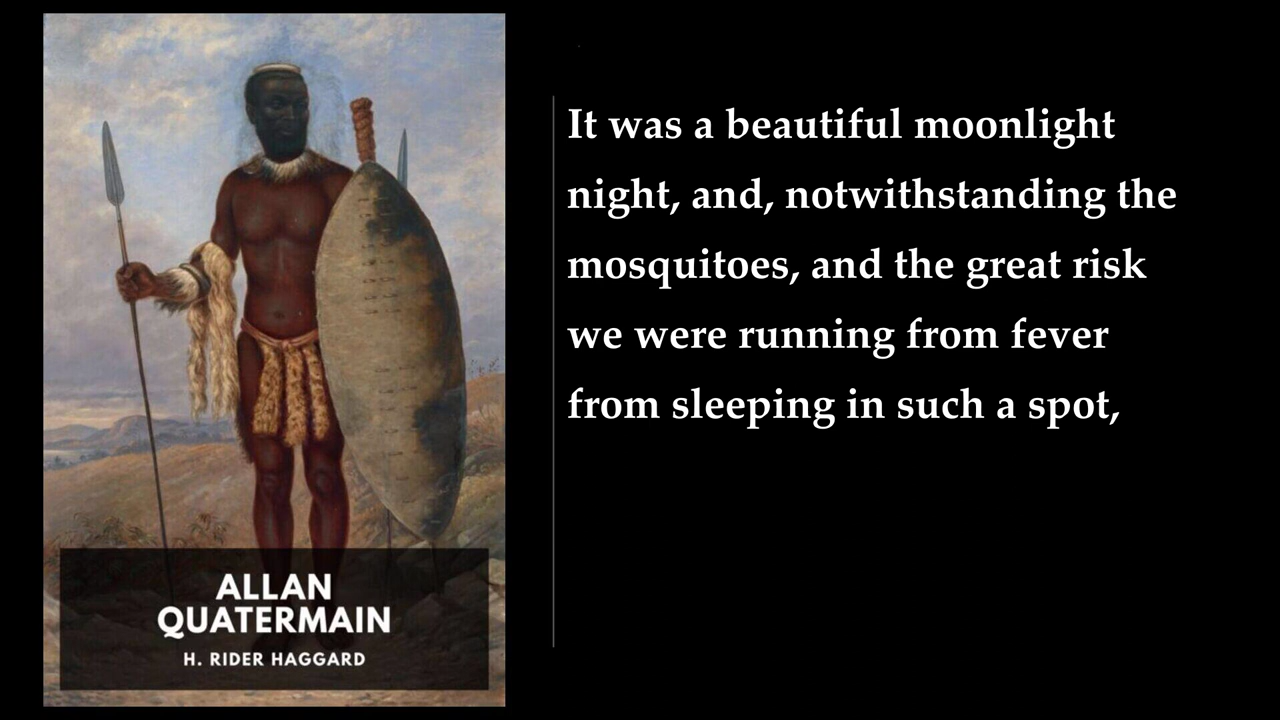 ALLAN
QUATERMAIN
H. RIDER HAGGARD
It was a beautiful moonlight
night, and, notwithstanding the
mosquitoes, and the great risk
we were running from fever
from sleeping in such a spot,